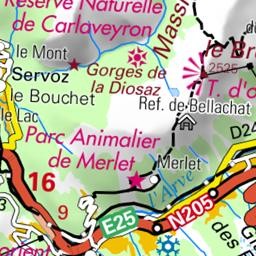 Réserve Naturelle
de Carlaveyron
Massi
le Mont
le Br
2525
Servoz
Gorges de
la Diosaz
le Bouchet
T. d'o
Ref. de Bellachat
le Lac
Parc Animalier
de Merlet
Merlet
D24
l'Arve
16
9
3
E25
N205
des